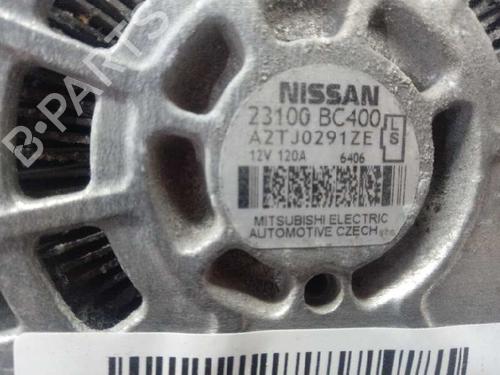 NISSAN
23100 BC400
A2TJ0291ZE
L
S
12V 120A 6406
MITSUBISHI ELECTRIC
AUTOMOTIVE CZECH s.r.o.
B-PARTS